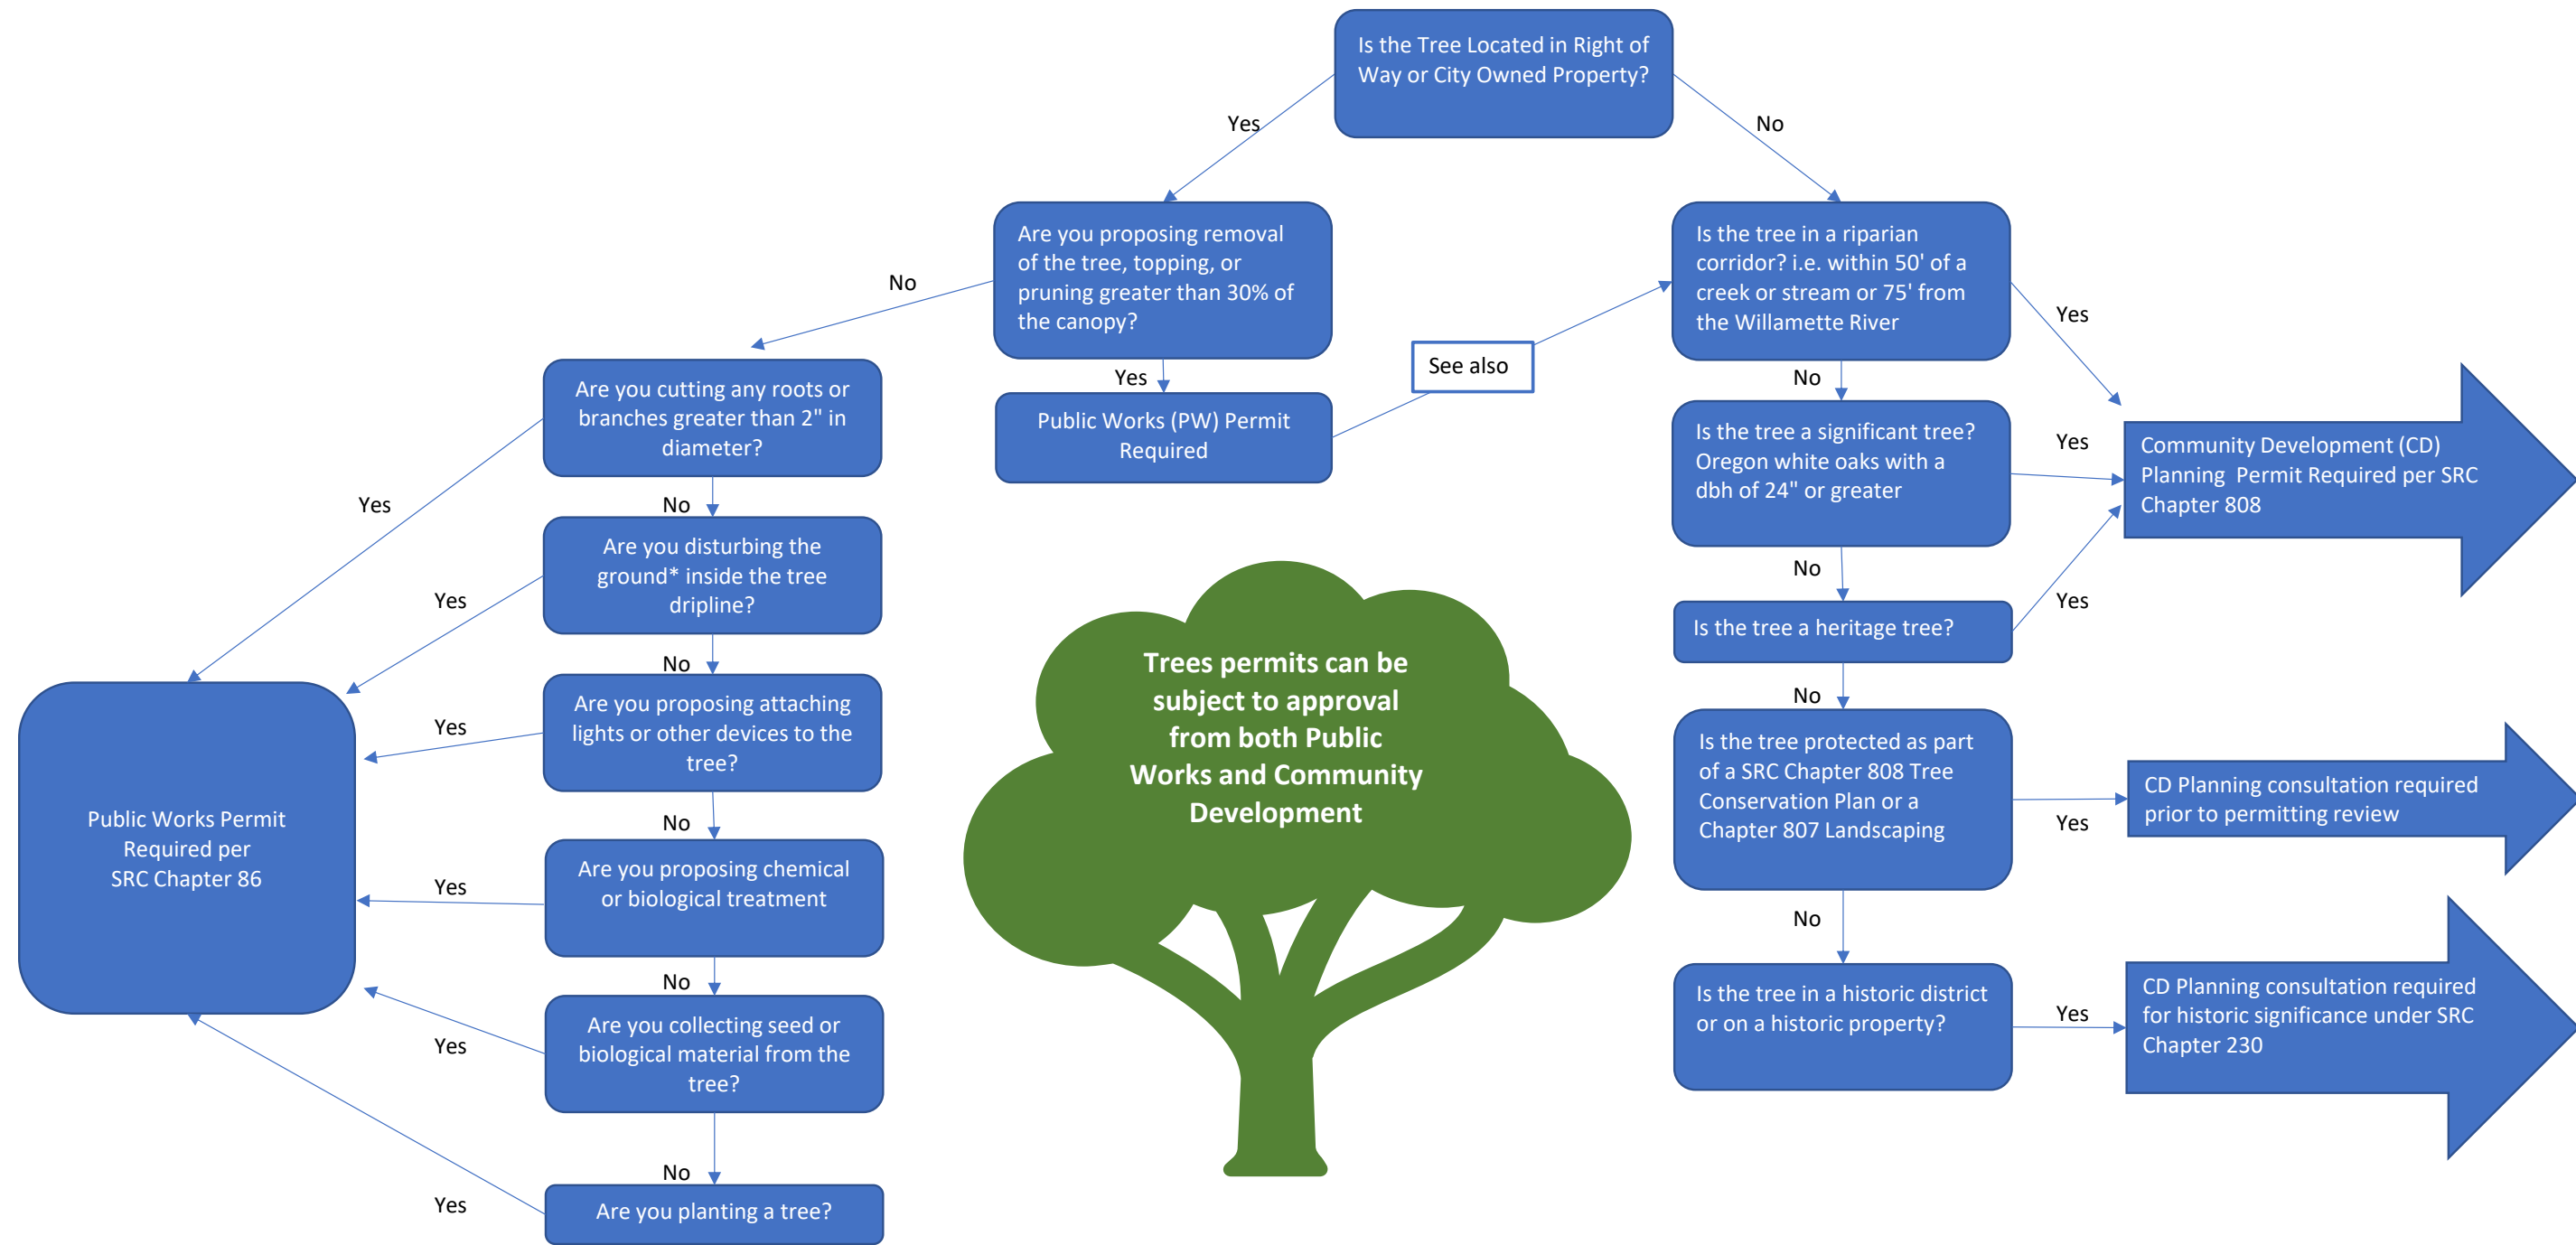 Is the Tree Located in Right of
Way or City Owned Property?
Yes
No
Are you proposing removal
of the tree, topping, or
pruning greater than 30% of
the canopy?
No
Yes
Public Works (PW) Permit
Required
See also
Are you cutting any roots or
branches greater than 2" in
diameter?
Yes
No
Are you disturbing the
ground* inside the tree
dripline?
Yes
No
Are you proposing attaching
lights or other devices to the
tree?
Yes
No
Are you proposing chemical
or biological treatment
Yes
No
Are you collecting seed or
biological material from the
tree?
Yes
No
Are you planting a tree?
Yes
Public Works Permit
Required per
SRC Chapter 86
Trees permits can be
subject to approval
from both Public
Works and Community
Development
Is the tree in a riparian
corridor? i.e. within 50' of a
creek or stream or 75' from
the Willamette River
Yes
No
Is the tree a significant tree?
Oregon white oaks with a
dbh of 24" or greater
Yes
No
Is the tree a heritage tree?
Yes
No
Community Development (CD)
Planning Permit Required per SRC
Chapter 808
Is the tree protected as part
of a SRC Chapter 808 Tree
Conservation Plan or a
Chapter 807 Landscaping
Yes
No
CD Planning consultation required
prior to permitting review
Is the tree in a historic district
or on a historic property?
Yes
CD Planning consultation required
for historic significance under SRC
Chapter 230